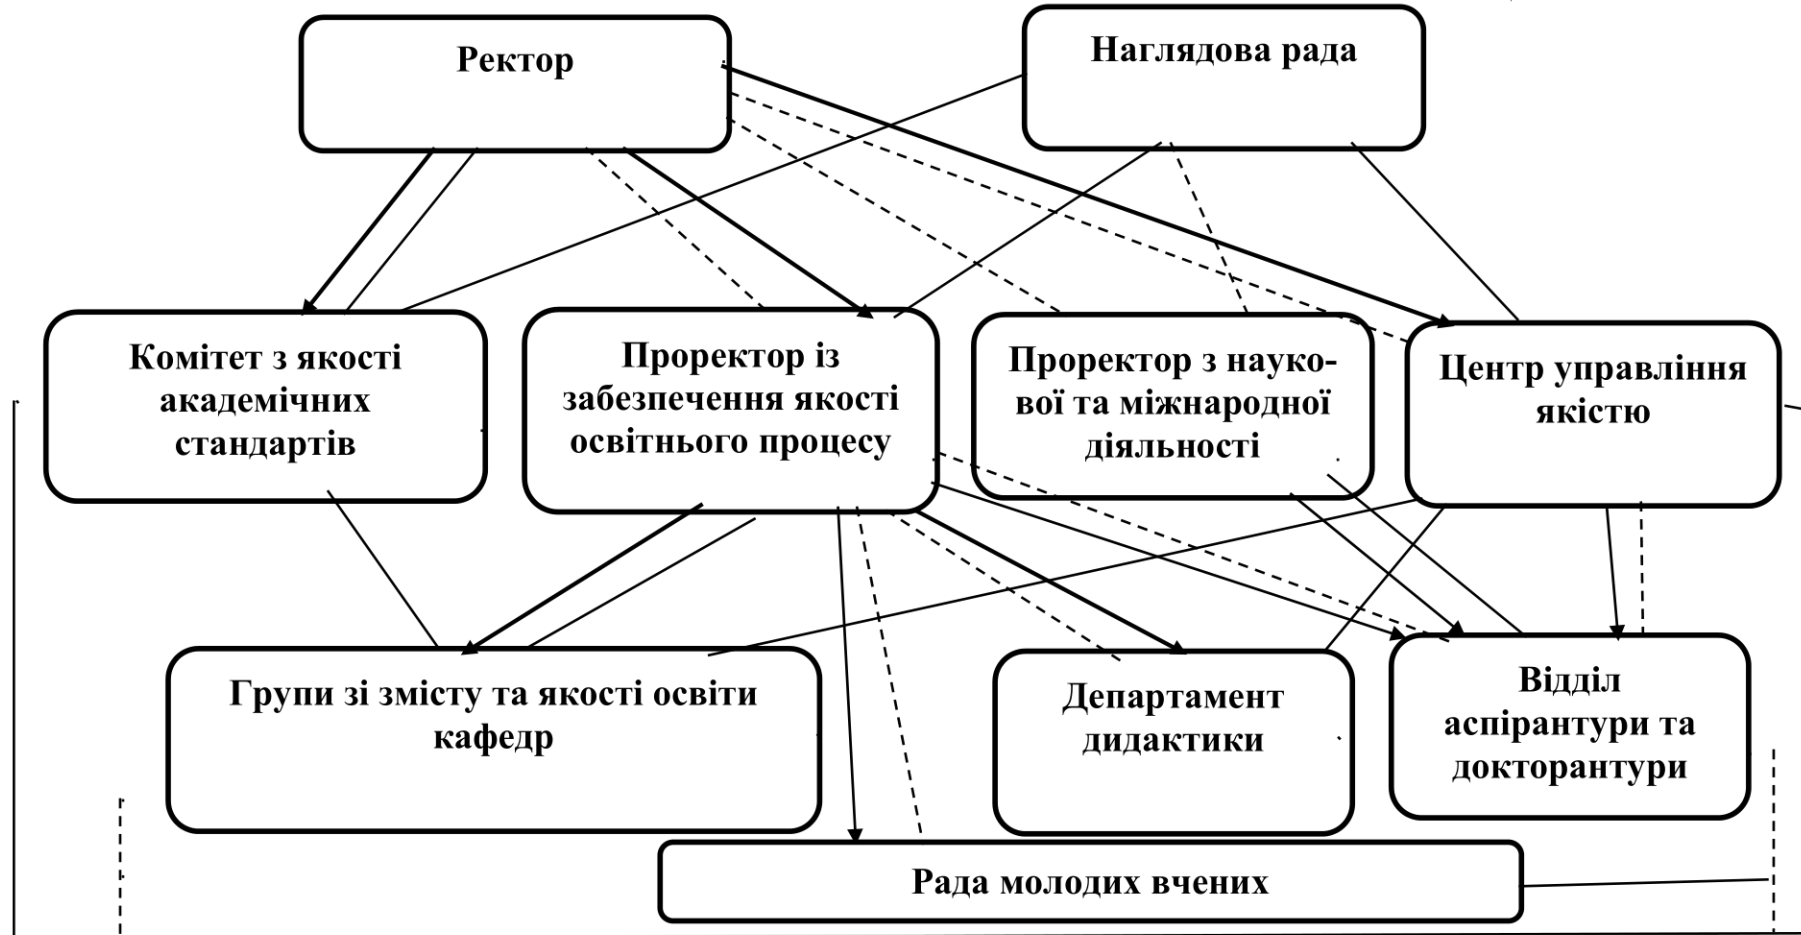 Ректор
Наглядова рада
Комітет з якості
академічних
стандартів
Проректор із
забезпечення якості
освітнього процесу
Проректор з науко-
вої та міжнародної
діяльності
Центр управління
якістю
Групи зі змісту та якості освіти
кафедр
Департамент
дидактики
Відділ
аспірантури та
докторантури
Рада молодих вчених